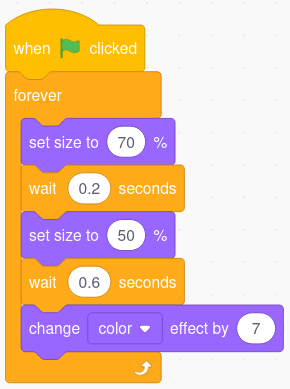 when clicked
forever
set size to 70 %
wait 0.2 seconds
set size to 50 %
wait 0.6 seconds
change color effect by 7